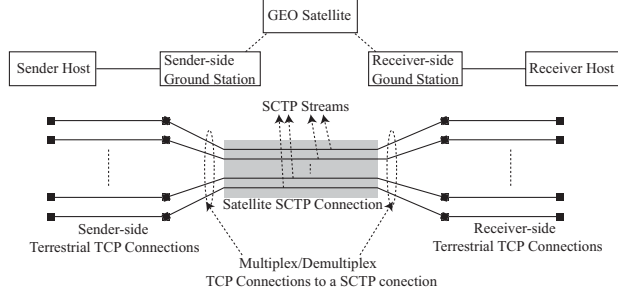 GEO Satellite
Sender Host
Sender-side
Ground Station
Receiver-side
Ground Station
Receiver Host
SCTP Streams
Satellite SCTP Connection
Sender-side
Terrestrial TCP Connections
Receiver-side
Terrestrial TCP Connections
Multiplex/Demultiplex
TCP Connections to a SCTP conection